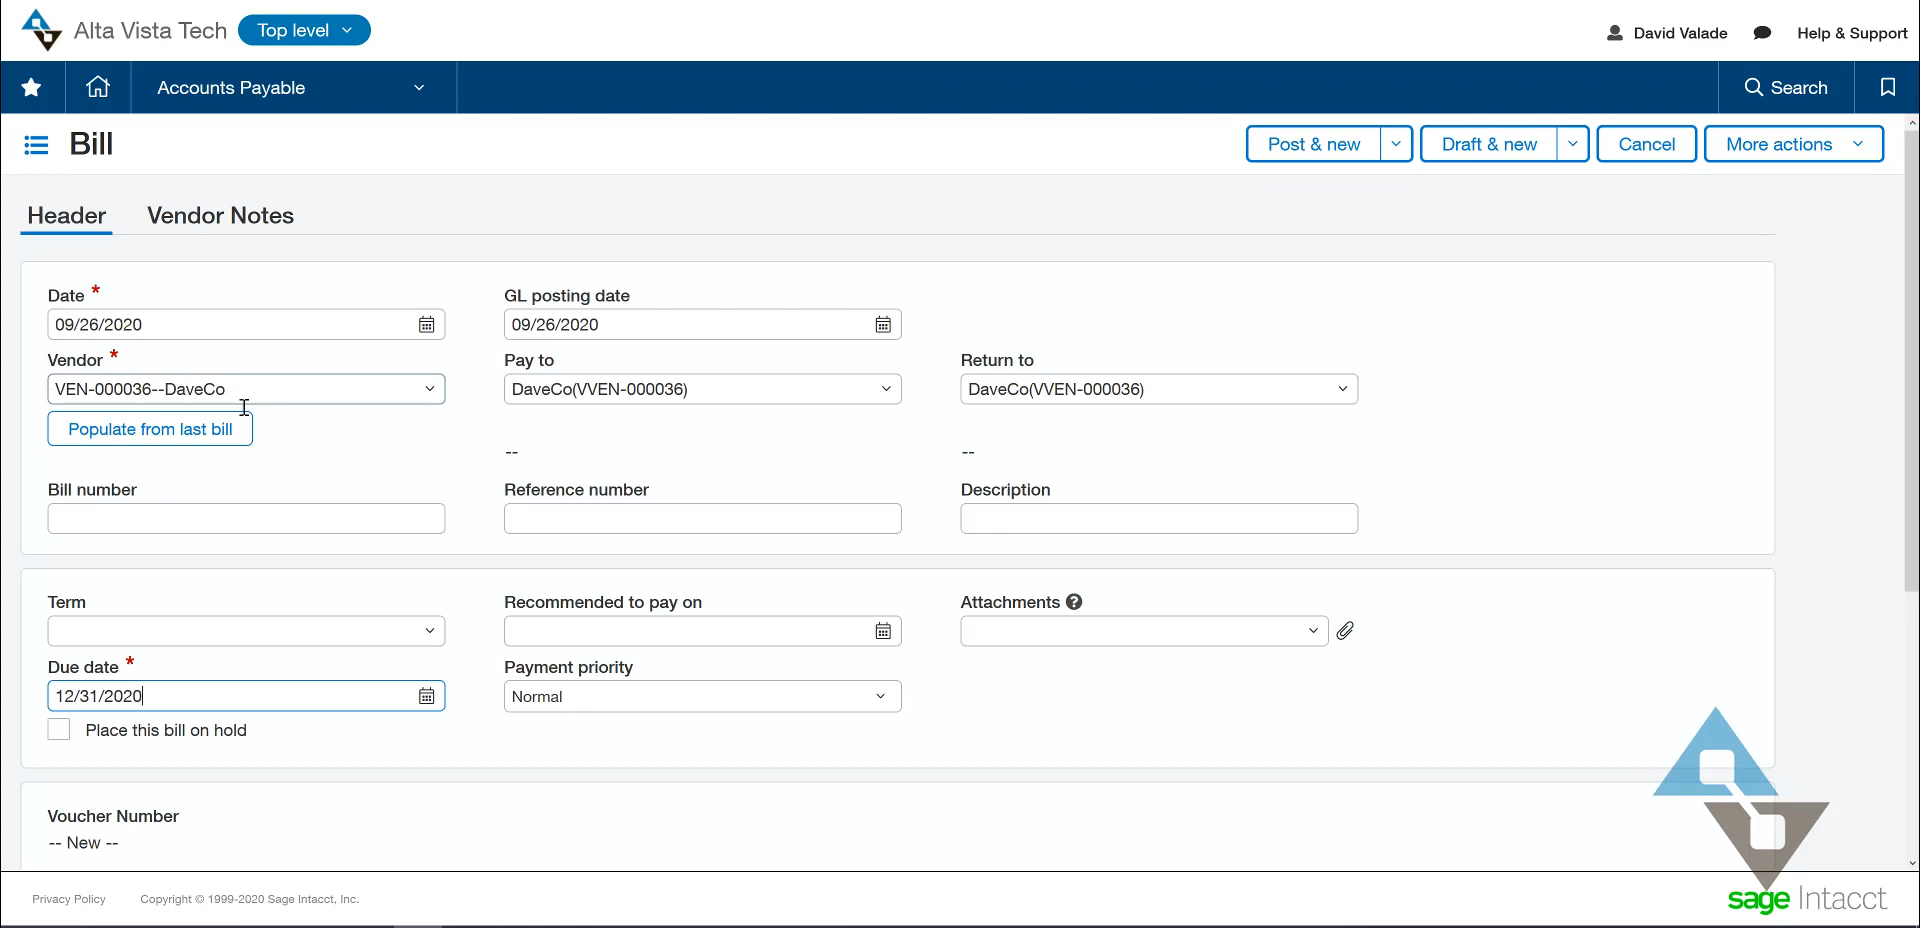 Alta Vista Tech Top level David Valade Help & Support
Accounts Payable Search
Bill Post & new Draft & new Cancel More actions
Header Vendor Notes
Date * GL posting date
09/26/2020 09/26/2020
Vendor * Pay to Return to
VEN-000036--DaveCo DaveCo(VVEN-000036) DaveCo(VVEN-000036)
Populate from last bill
-- --
Bill number Reference number Description
Term Recommended to pay on Attachments ?
Due date * Payment priority
12/31/2020 Normal
Place this bill on hold
Voucher Number
-- New --
Privacy Policy Copyright © 1999-2020 Sage Intacct, Inc. sage Intacct